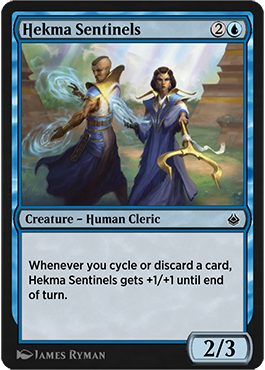 Hekma Sentinels 2
Creature – Human Cleric
Whenever you cycle or discard a card,
Hekma Sentinels gets +1/+1 until end
of turn.
2/3
JAMES RYMAN